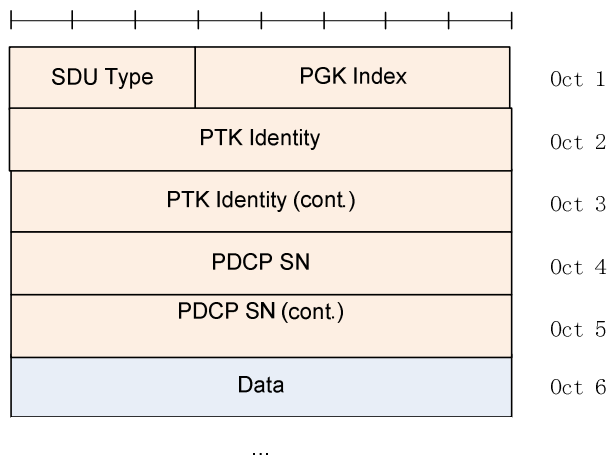 SDU Type PGK Index Oct 1
PTK Identity Oct 2
PTK Identity (cont.) Oct 3
PDCP SN Oct 4
PDCP SN (cont.) Oct 5
Data Oct 6
...